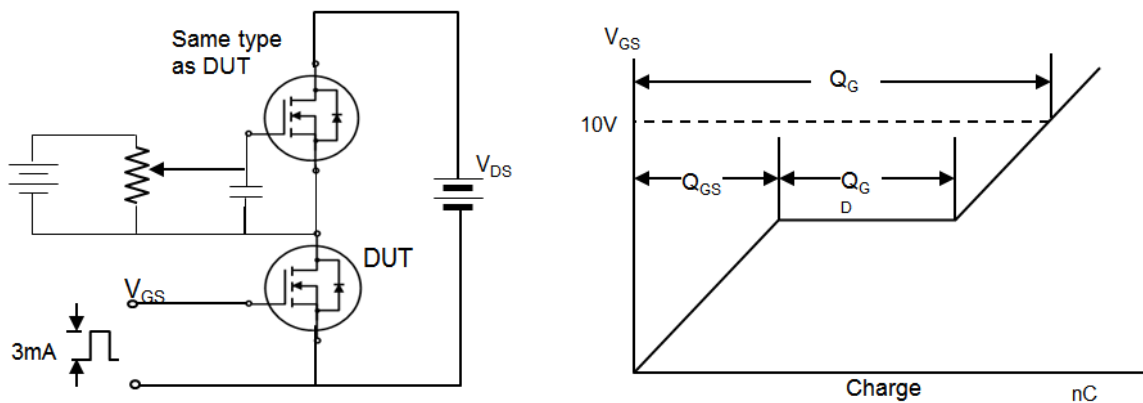 Same type
as DUT
V_DS
DUT
V_GS
3mA
V_GS
Q_G
10V
Q_GS
Q_G
D
Charge
nC